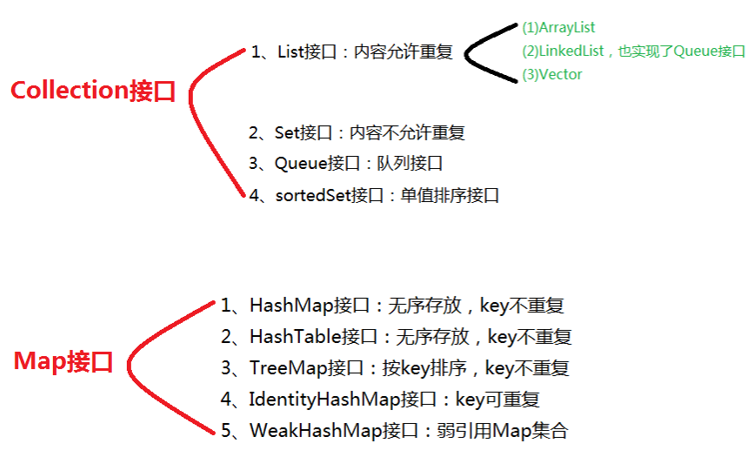 Collection接口
1、List接口：内容允许重复
(1)ArrayList
(2)LinkedList，也实现了Queue接口
(3)Vector
2、Set接口：内容不允许重复
3、Queue接口：队列接口
4、sortedSet接口：单值排序接口
Map接口
1、HashMap接口：无序存放，key不重复
2、HashTable接口：无序存放，key不重复
3、TreeMap接口：按key排序，key不重复
4、IdentityHashMap接口：key可重复
5、WeakHashMap接口：弱引用Map集合